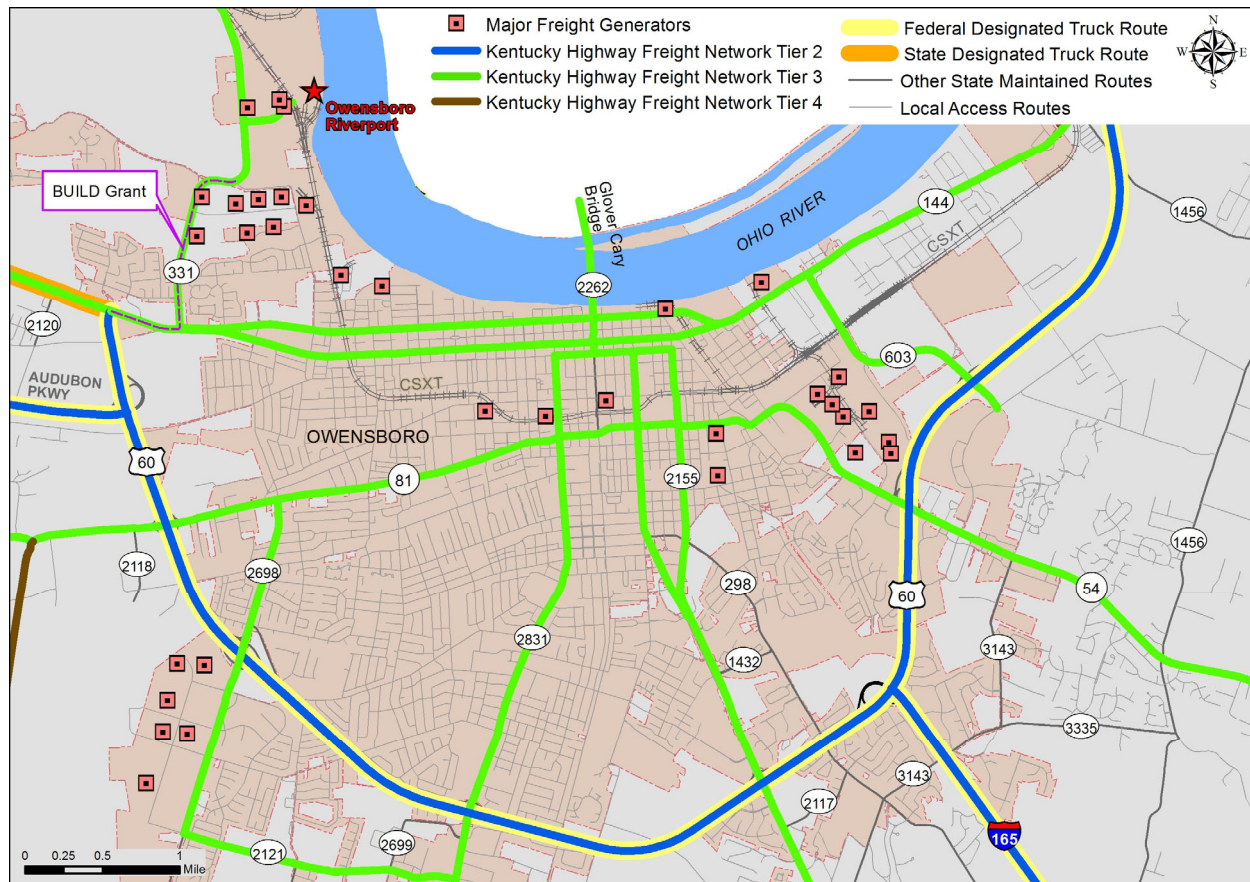 Major Freight Generators
Kentucky Highway Freight Network Tier 2
Kentucky Highway Freight Network Tier 3
Kentucky Highway Freight Network Tier 4
Federal Designated Truck Route
State Designated Truck Route
Other State Maintained Routes
Local Access Routes
N
W
E
S
Owensboro
Riverport
BUILD Grant
Glover Cary
Bridge
OHIO RIVER
144
CSXT
1456
331
2262
2120
603
AUDUBON
PKWY
CSXT
OWENSBORO
60
81
2155
1456
2118
2698
298
60
54
2831
1432
3143
3335
3143
2117
165
2121
2699
0 0.25 0.5 1
Mile